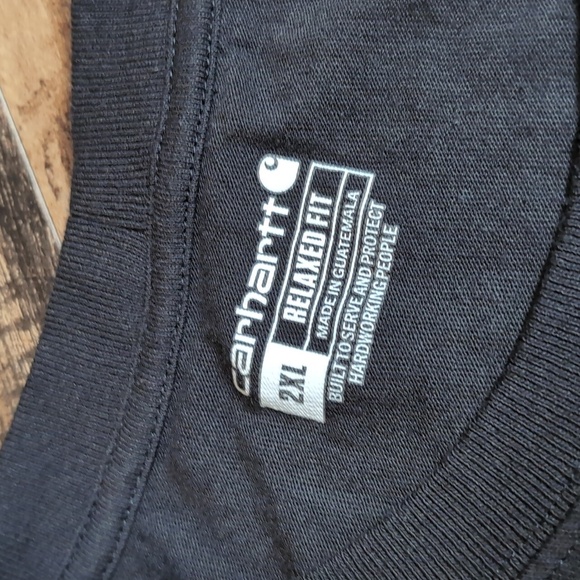 carhartt
2XL RELAXED FIT
MADE IN GUATEMALA
BUILT TO SERVE AND PROTECT
HARDWORKING PEOPLE